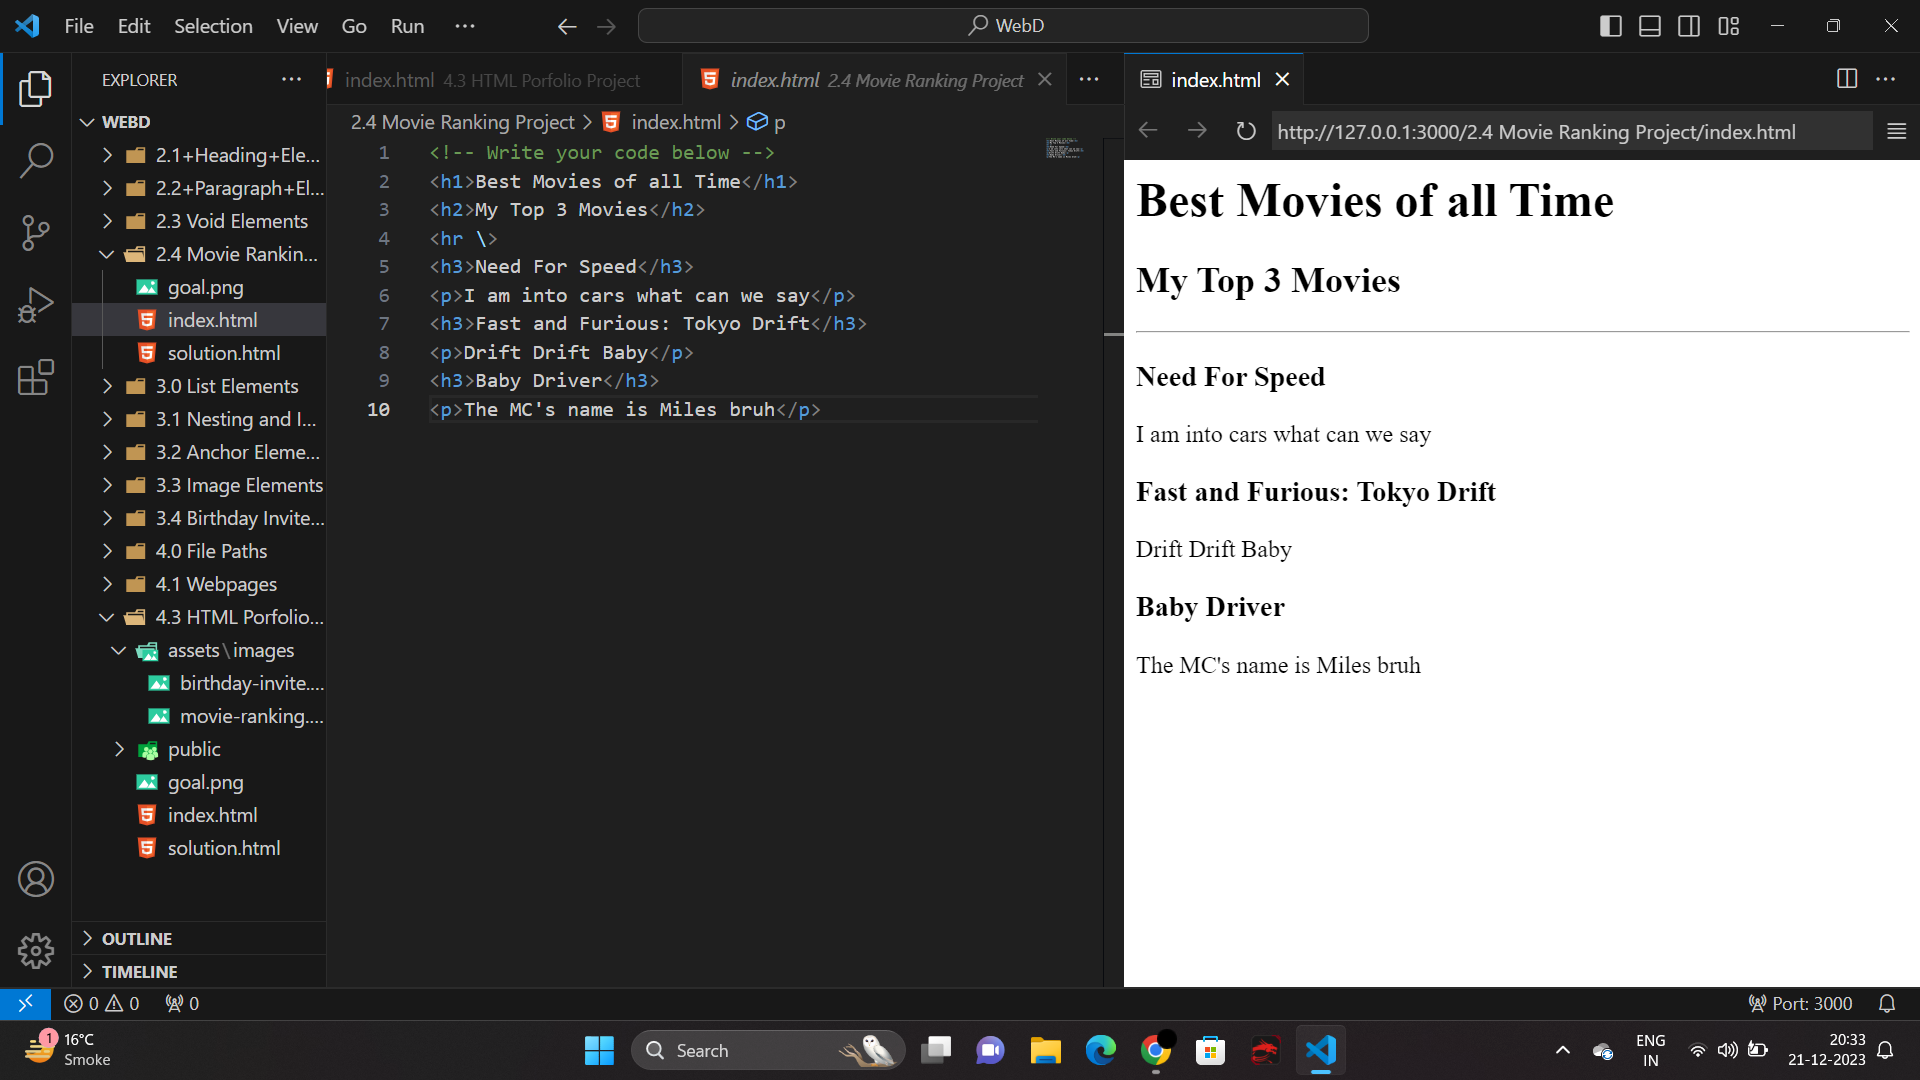 File Edit Selection View Go Run ··· WebD
EXPLORER ···
WEBD
2.1+Heading+Ele...
2.2+Paragraph+El...
2.3 Void Elements
2.4 Movie Rankin...
goal.png
index.html
solution.html
3.0 List Elements
3.1 Nesting and I...
3.2 Anchor Eleme...
3.3 Image Elements
3.4 Birthday Invite...
4.0 File Paths
4.1 Webpages
4.3 HTML Porfolio...
assets\images
birthday-invite....
movie-ranking....
public
goal.png
index.html
solution.html
OUTLINE
TIMELINE
index.html 4.3 HTML Porfolio Project index.html 2.4 Movie Ranking Project ···
2.4 Movie Ranking Project > index.html > p
1 <!-- Write your code below -->
2 <h1>Best Movies of all Time</h1>
3 <h2>My Top 3 Movies</h2>
4 <hr \>
5 <h3>Need For Speed</h3>
6 <p>I am into cars what can we say</p>
7 <h3>Fast and Furious: Tokyo Drift</h3>
8 <p>Drift Drift Baby</p>
9 <h3>Baby Driver</h3>
10 <p>The MC's name is Miles bruh</p>
index.html ···
http://127.0.0.1:3000/2.4 Movie Ranking Project/index.html
Best Movies of all Time
My Top 3 Movies
Need For Speed
I am into cars what can we say
Fast and Furious: Tokyo Drift
Drift Drift Baby
Baby Driver
The MC's name is Miles bruh
0 0 0 Port: 3000
1 16°C
Smoke
Search
ENG
IN
20:33
21-12-2023